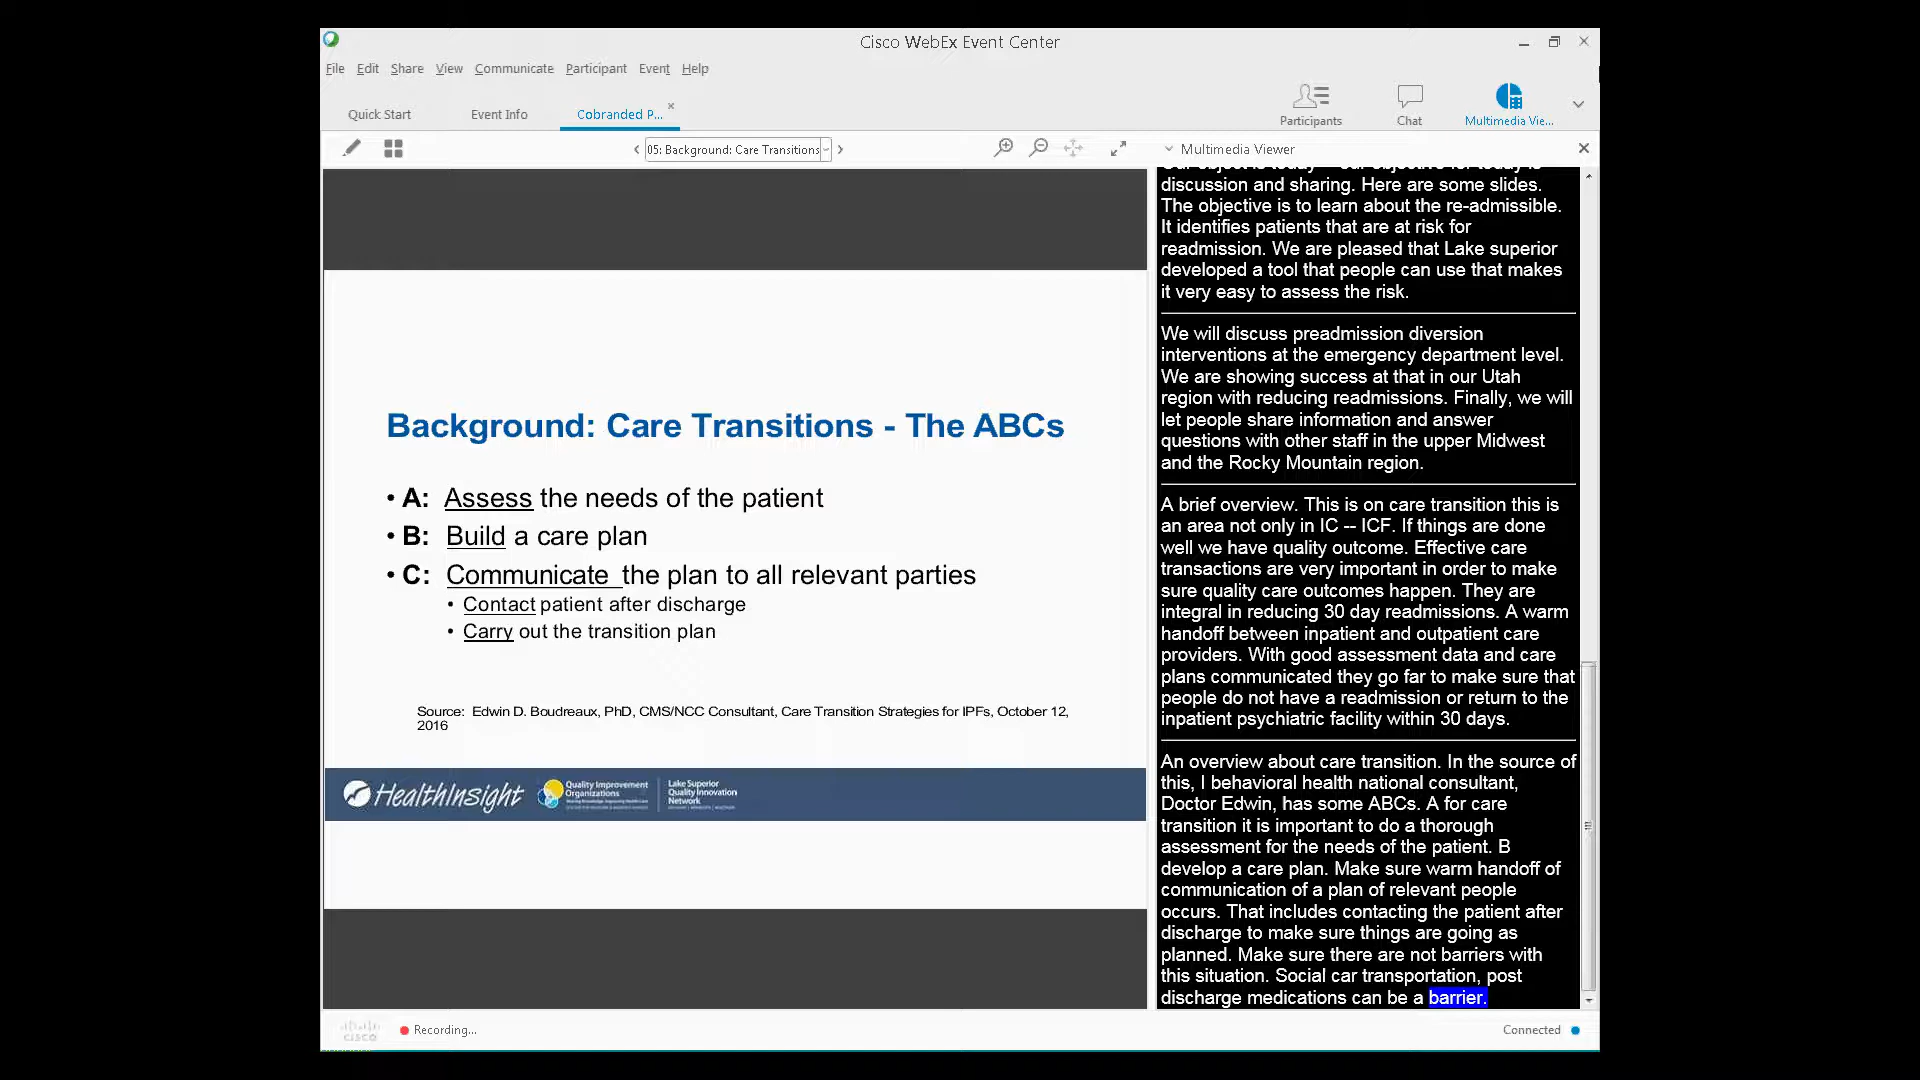 Cisco WebEx Event Center
File Edit Share View Communicate Participant Event Help
Quick Start Event Info Cobranded P...
Participants Chat Multimedia Vie...
05: Background: Care Transitions
Multimedia Viewer
Background: Care Transitions - The ABCs
• A: Assess the needs of the patient
• B: Build a care plan
• C: Communicate the plan to all relevant parties
• Contact patient after discharge
• Carry out the transition plan
Source: Edwin D. Boudreaux, PhD, CMS/NCC Consultant, Care Transition Strategies for IPFs, October 12,
2016
HealthInsight
Quality Improvement
Organizations
Lake Superior
Quality Innovation
Network
discussion and sharing. Here are some slides.
The objective is to learn about the re-admissible.
It identifies patients that are at risk for
readmission. We are pleased that Lake superior
developed a tool that people can use that makes
it very easy to assess the risk.
We will discuss preadmission diversion
interventions at the emergency department level.
We are showing success at that in our Utah
region with reducing readmissions. Finally, we will
let people share information and answer
questions with other staff in the upper Midwest
and the Rocky Mountain region.
A brief overview. This is on care transition this is
an area not only in IC -- ICF. If things are done
well we have quality outcome. Effective care
transactions are very important in order to make
sure quality care outcomes happen. They are
integral in reducing 30 day readmissions. A warm
handoff between inpatient and outpatient care
providers. With good assessment data and care
plans communicated they go far to make sure that
people do not have a readmission or return to the
inpatient psychiatric facility within 30 days.
An overview about care transition. In the source of
this, I behavioral health national consultant,
Doctor Edwin, has some ABCs. A for care
transition it is important to do a thorough
assessment for the needs of the patient. B
develop a care plan. Make sure warm handoff of
communication of a plan of relevant people
occurs. That includes contacting the patient after
discharge to make sure things are going as
planned. Make sure there are not barriers with
this situation. Social car transportation, post
discharge medications can be a barrier.
cisco
Recording...
Connected